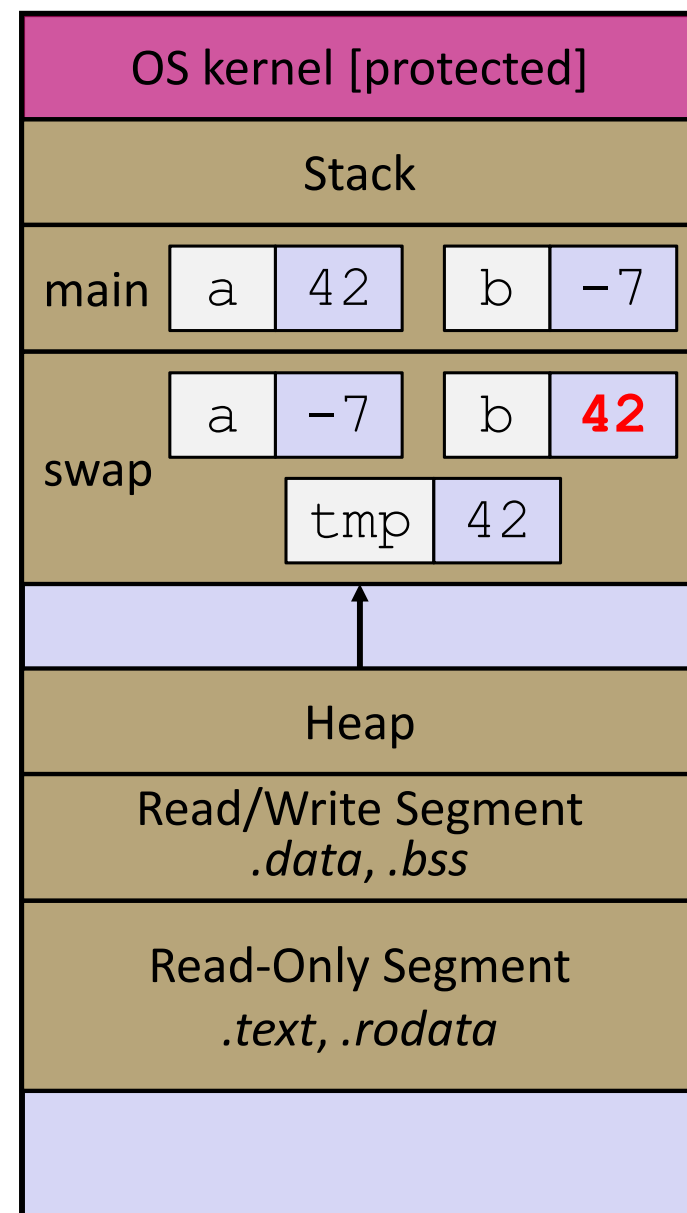 OS kernel [protected]
Stack
main a 42 b -7
swap a -7 b 42
tmp 42
Heap
Read/Write Segment
.data, .bss
Read-Only Segment
.text, .rodata